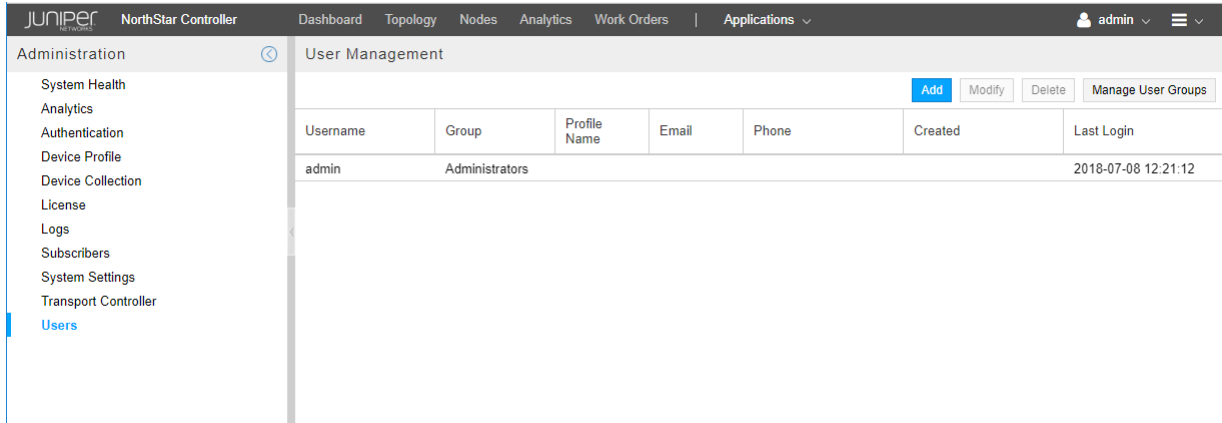 JUNIPER NETWORKS NorthStar Controller Dashboard Topology Nodes Analytics Work Orders | Applications admin
Administration
User Management
System Health
Analytics
Authentication
Device Profile
Device Collection
License
Logs
Subscribers
System Settings
Transport Controller
Users
Add Modify Delete Manage User Groups
Username Group Profile Name Email Phone Created Last Login
admin Administrators 2018-07-08 12:21:12